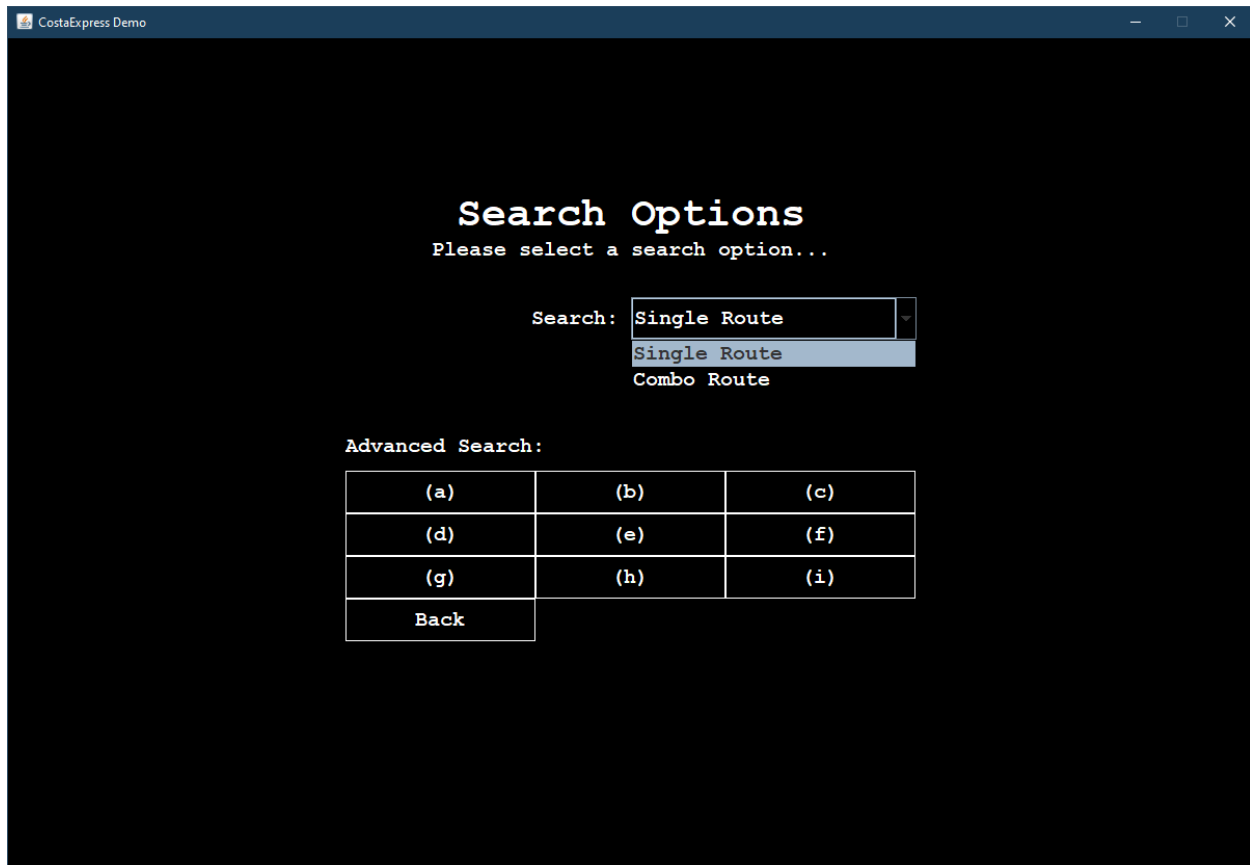 CostaExpress Demo
Search Options
Please select a search option...
Search: Single Route
Single Route
Combo Route
Advanced Search:
(a) (b) (c)
(d) (e) (f)
(g) (h) (i)
Back